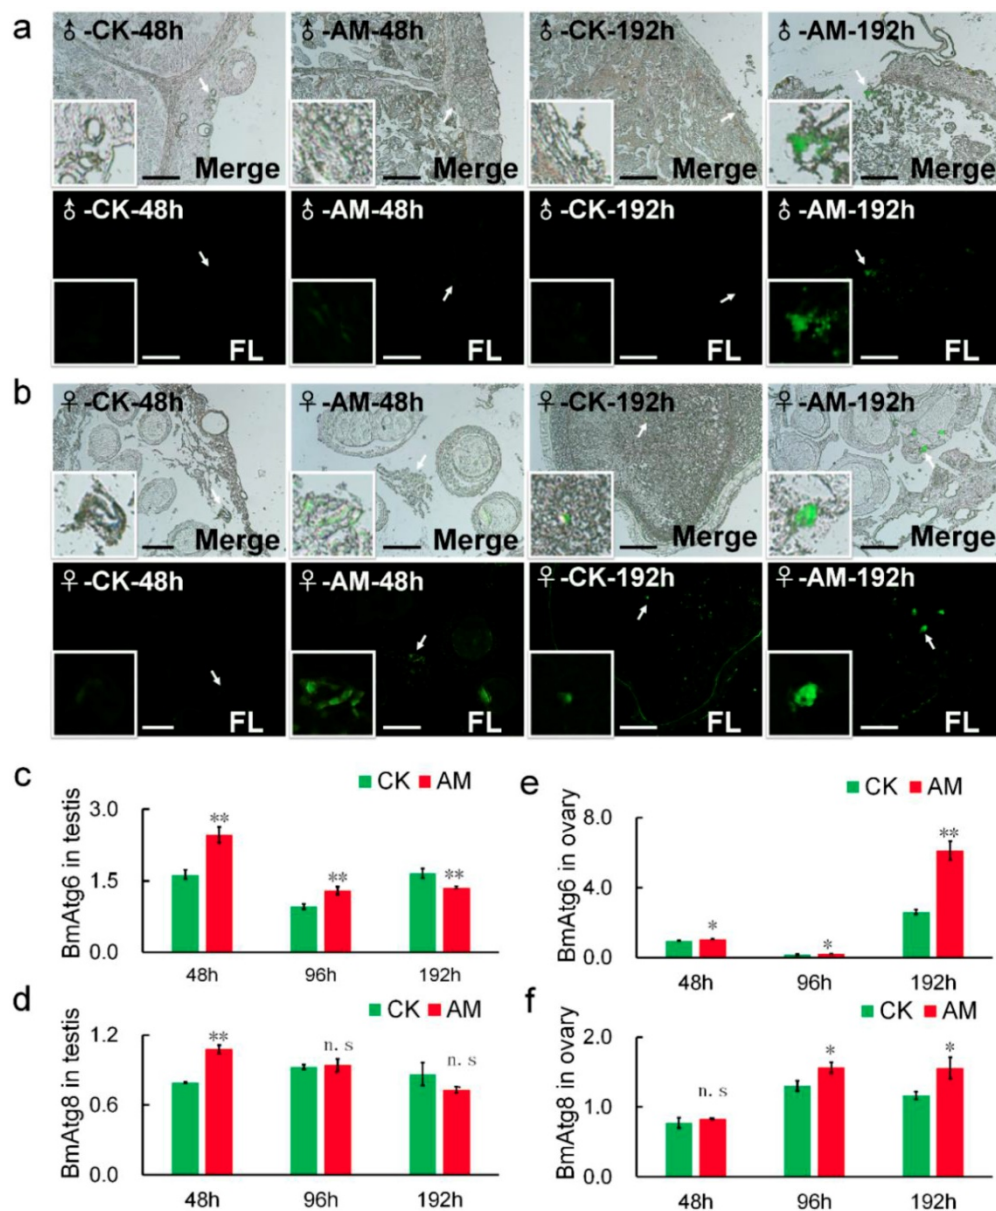 a
♂-CK-48h ♂-AM-48h ♂-CK-192h ♂-AM-192h
Merge Merge Merge Merge
♂-CK-48h ♂-AM-48h ♂-CK-192h ♂-AM-192h
FL FL FL FL
b
♀-CK-48h ♀-AM-48h ♀-CK-192h ♀-AM-192h
Merge Merge Merge Merge
♀-CK-48h ♀-AM-48h ♀-CK-192h ♀-AM-192h
FL FL FL FL
c
CK AM
BmAtg6 in testis
3.0
1.5
0.0
** ** **
48h 96h 192h
d
CK AM
BmAtg8 in testis
1.2
0.6
0.0
** n.s n.s
48h 96h 192h
e
CK AM
BmAtg6 in ovary
8.0
4.0
0.0
* * **
48h 96h 192h
f
CK AM
BmAtg8 in ovary
2.0
1.0
0.0
n.s * *
48h 96h 192h